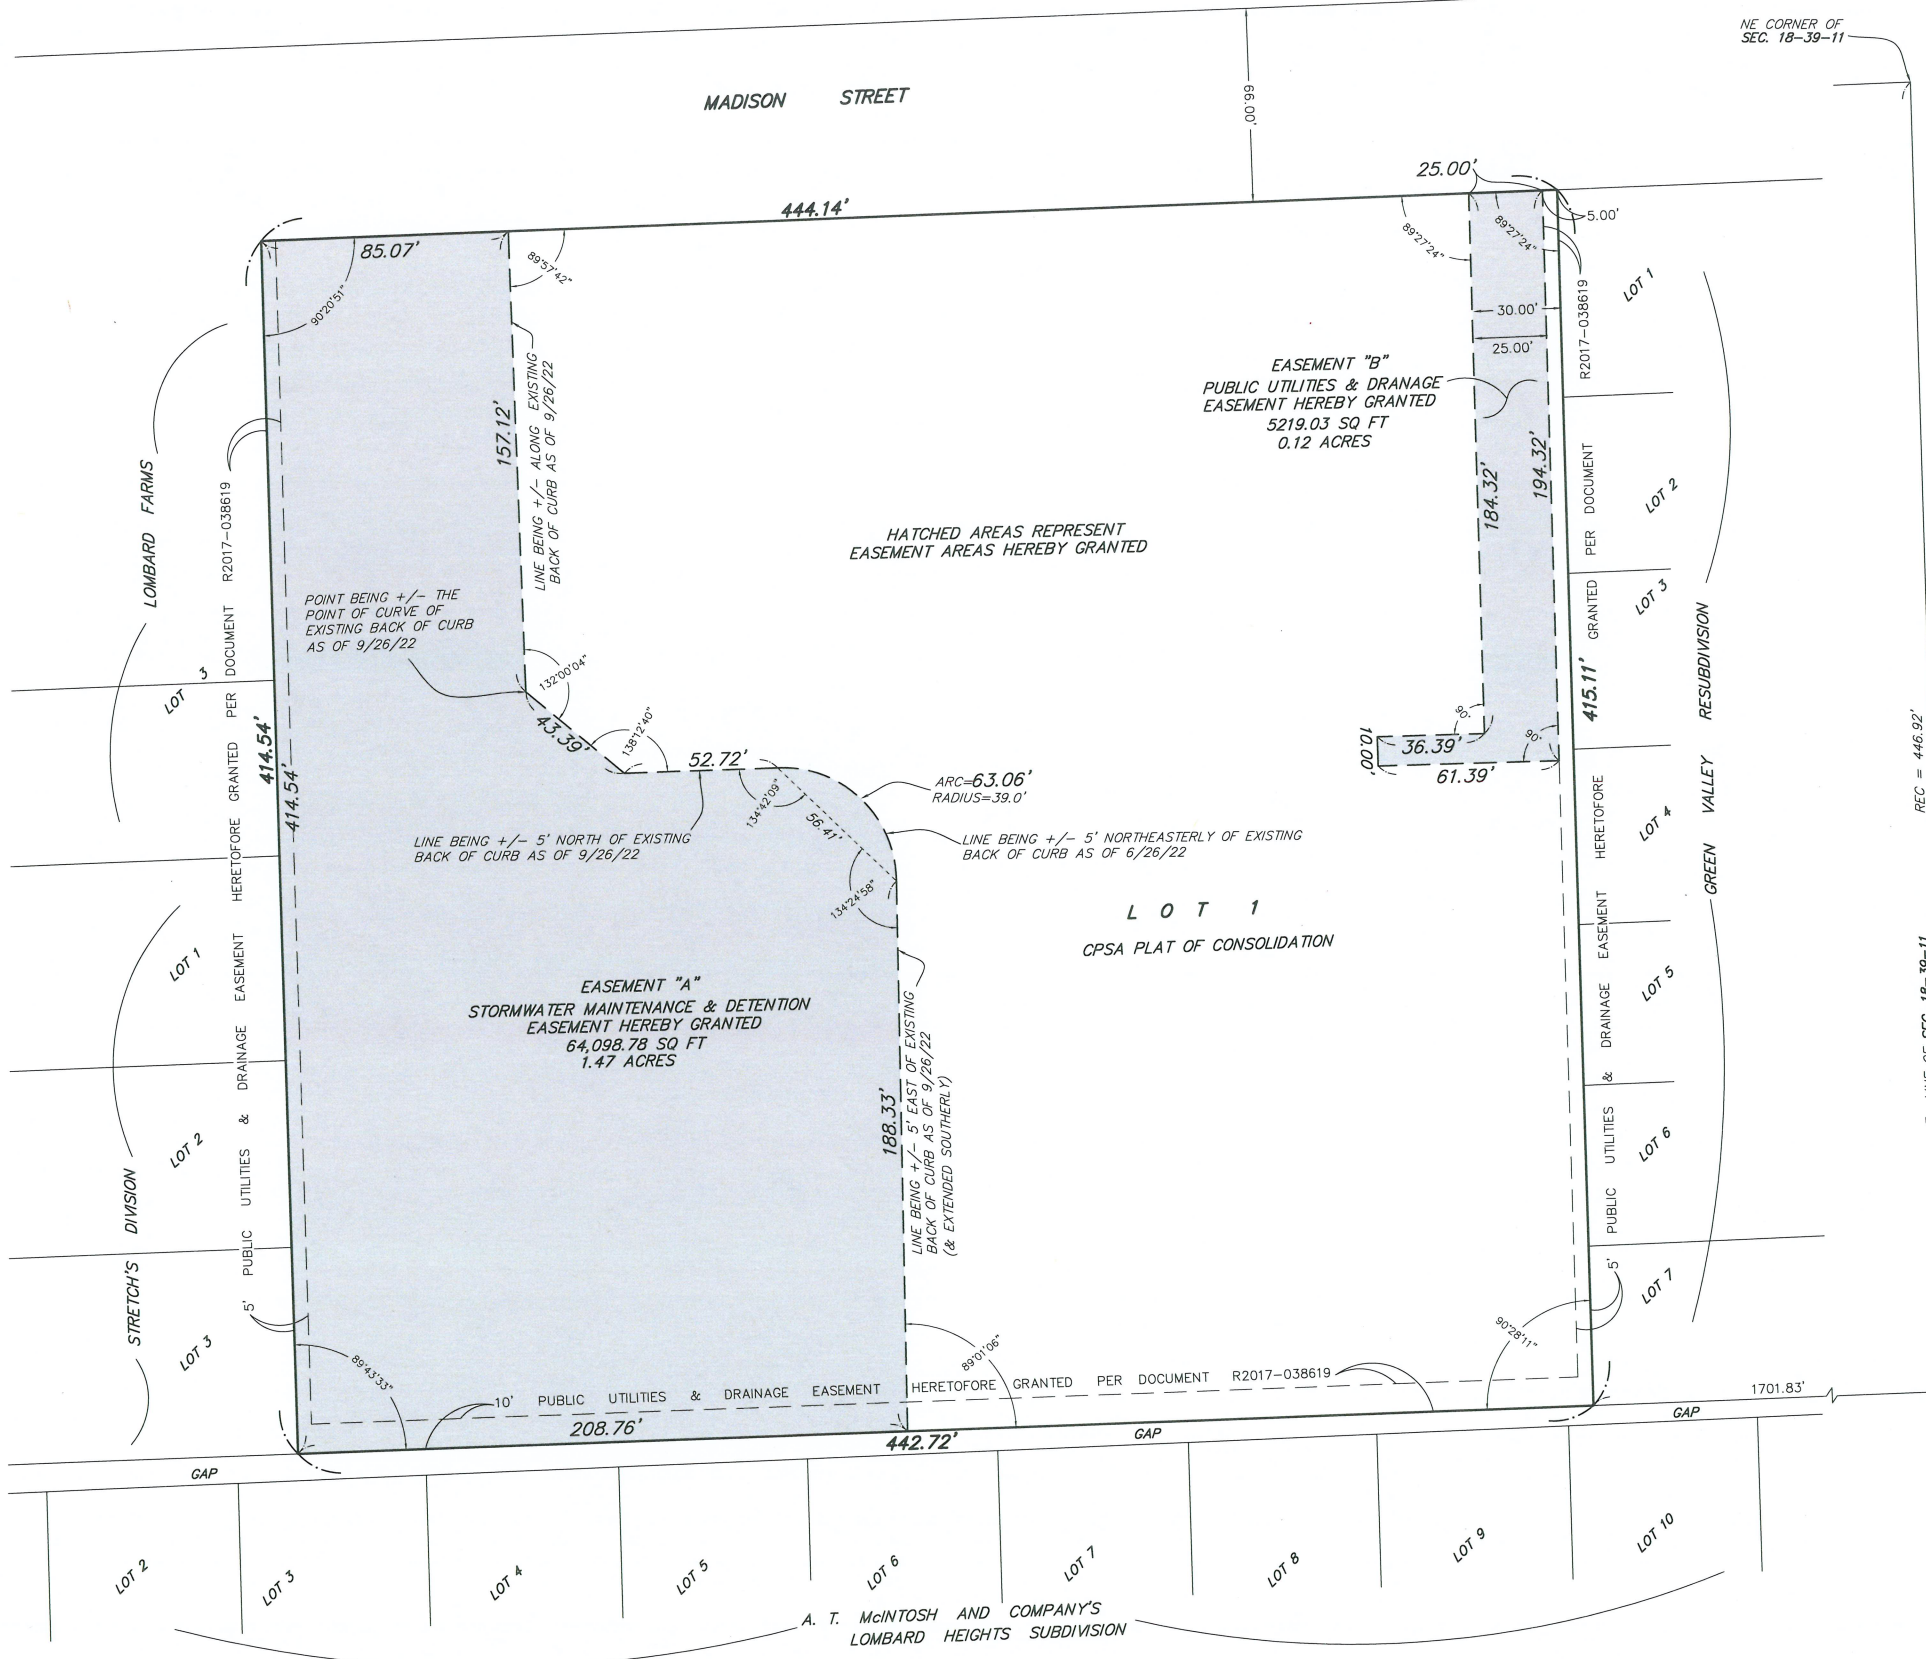 NE CORNER OF
SEC. 18-39-11
MADISON STREET
66.00'
25.00'
444.14'
5.00'
85.07'
89°57'42"
89°27'24"
89°27'24"
90°20'51"
30.00'
25.00'
LOT 1
R2017-038619
EASEMENT "B"
PUBLIC UTILITIES & DRANAGE
EASEMENT HEREBY GRANTED
5219.03 SQ FT
0.12 ACRES
157.12'
LINE BEING +/- ALONG EXISTING
BACK OF CURB AS OF 9/26/22
184.32'
194.32'
LOT 2
LOMBARD FARMS
HATCHED AREAS REPRESENT
EASEMENT AREAS HEREBY GRANTED
POINT BEING +/- THE
POINT OF CURVE OF
EXISTING BACK OF CURB
AS OF 9/26/22
LOT 3
LOT 3
132°00'04"
43.39'
138°12'40"
52.72'
134°42'09"
56.41'
134°24'58"
ARC=63.06'
RADIUS=39.0'
90°
90°
10.00'
36.39'
61.39'
415.11'
414.54'
414.54'
REC = 446.92'
LINE BEING +/- 5' NORTH OF EXISTING
BACK OF CURB AS OF 9/26/22
LINE BEING +/- 5' NORTHEASTERLY OF EXISTING
BACK OF CURB AS OF 6/26/22
LOT 4
GREEN VALLEY RESUBDIVISION
LOT 1
CPSA PLAT OF CONSOLIDATION
LOT 1
LOT 5
EASEMENT "A"
STORMWATER MAINTENANCE & DETENTION
EASEMENT HEREBY GRANTED
64,098.78 SQ FT
1.47 ACRES
188.33'
LINE BEING +/- 5' EAST OF EXISTING
BACK OF CURB AS OF 9/26/22
(& EXTENDED SOUTHERLY)
LOT 2
LOT 6
5' PUBLIC UTILITIES & DRAINAGE EASEMENT HERETOFORE GRANTED PER DOCUMENT R2017-038619
5' PUBLIC UTILITIES & DRAINAGE EASEMENT HERETOFORE GRANTED PER DOCUMENT
STRETCH'S DIVISION
LOT 3
LOT 7
89°43'33"
89°01'06"
90°28'11"
10' PUBLIC UTILITIES & DRAINAGE EASEMENT HERETOFORE GRANTED PER DOCUMENT R2017-038619
1701.83'
208.76'
442.72'
GAP
GAP
GAP
LOT 2
LOT 3
LOT 4
LOT 5
LOT 6
LOT 7
LOT 8
LOT 9
LOT 10
A. T. McINTOSH AND COMPANY'S
LOMBARD HEIGHTS SUBDIVISION